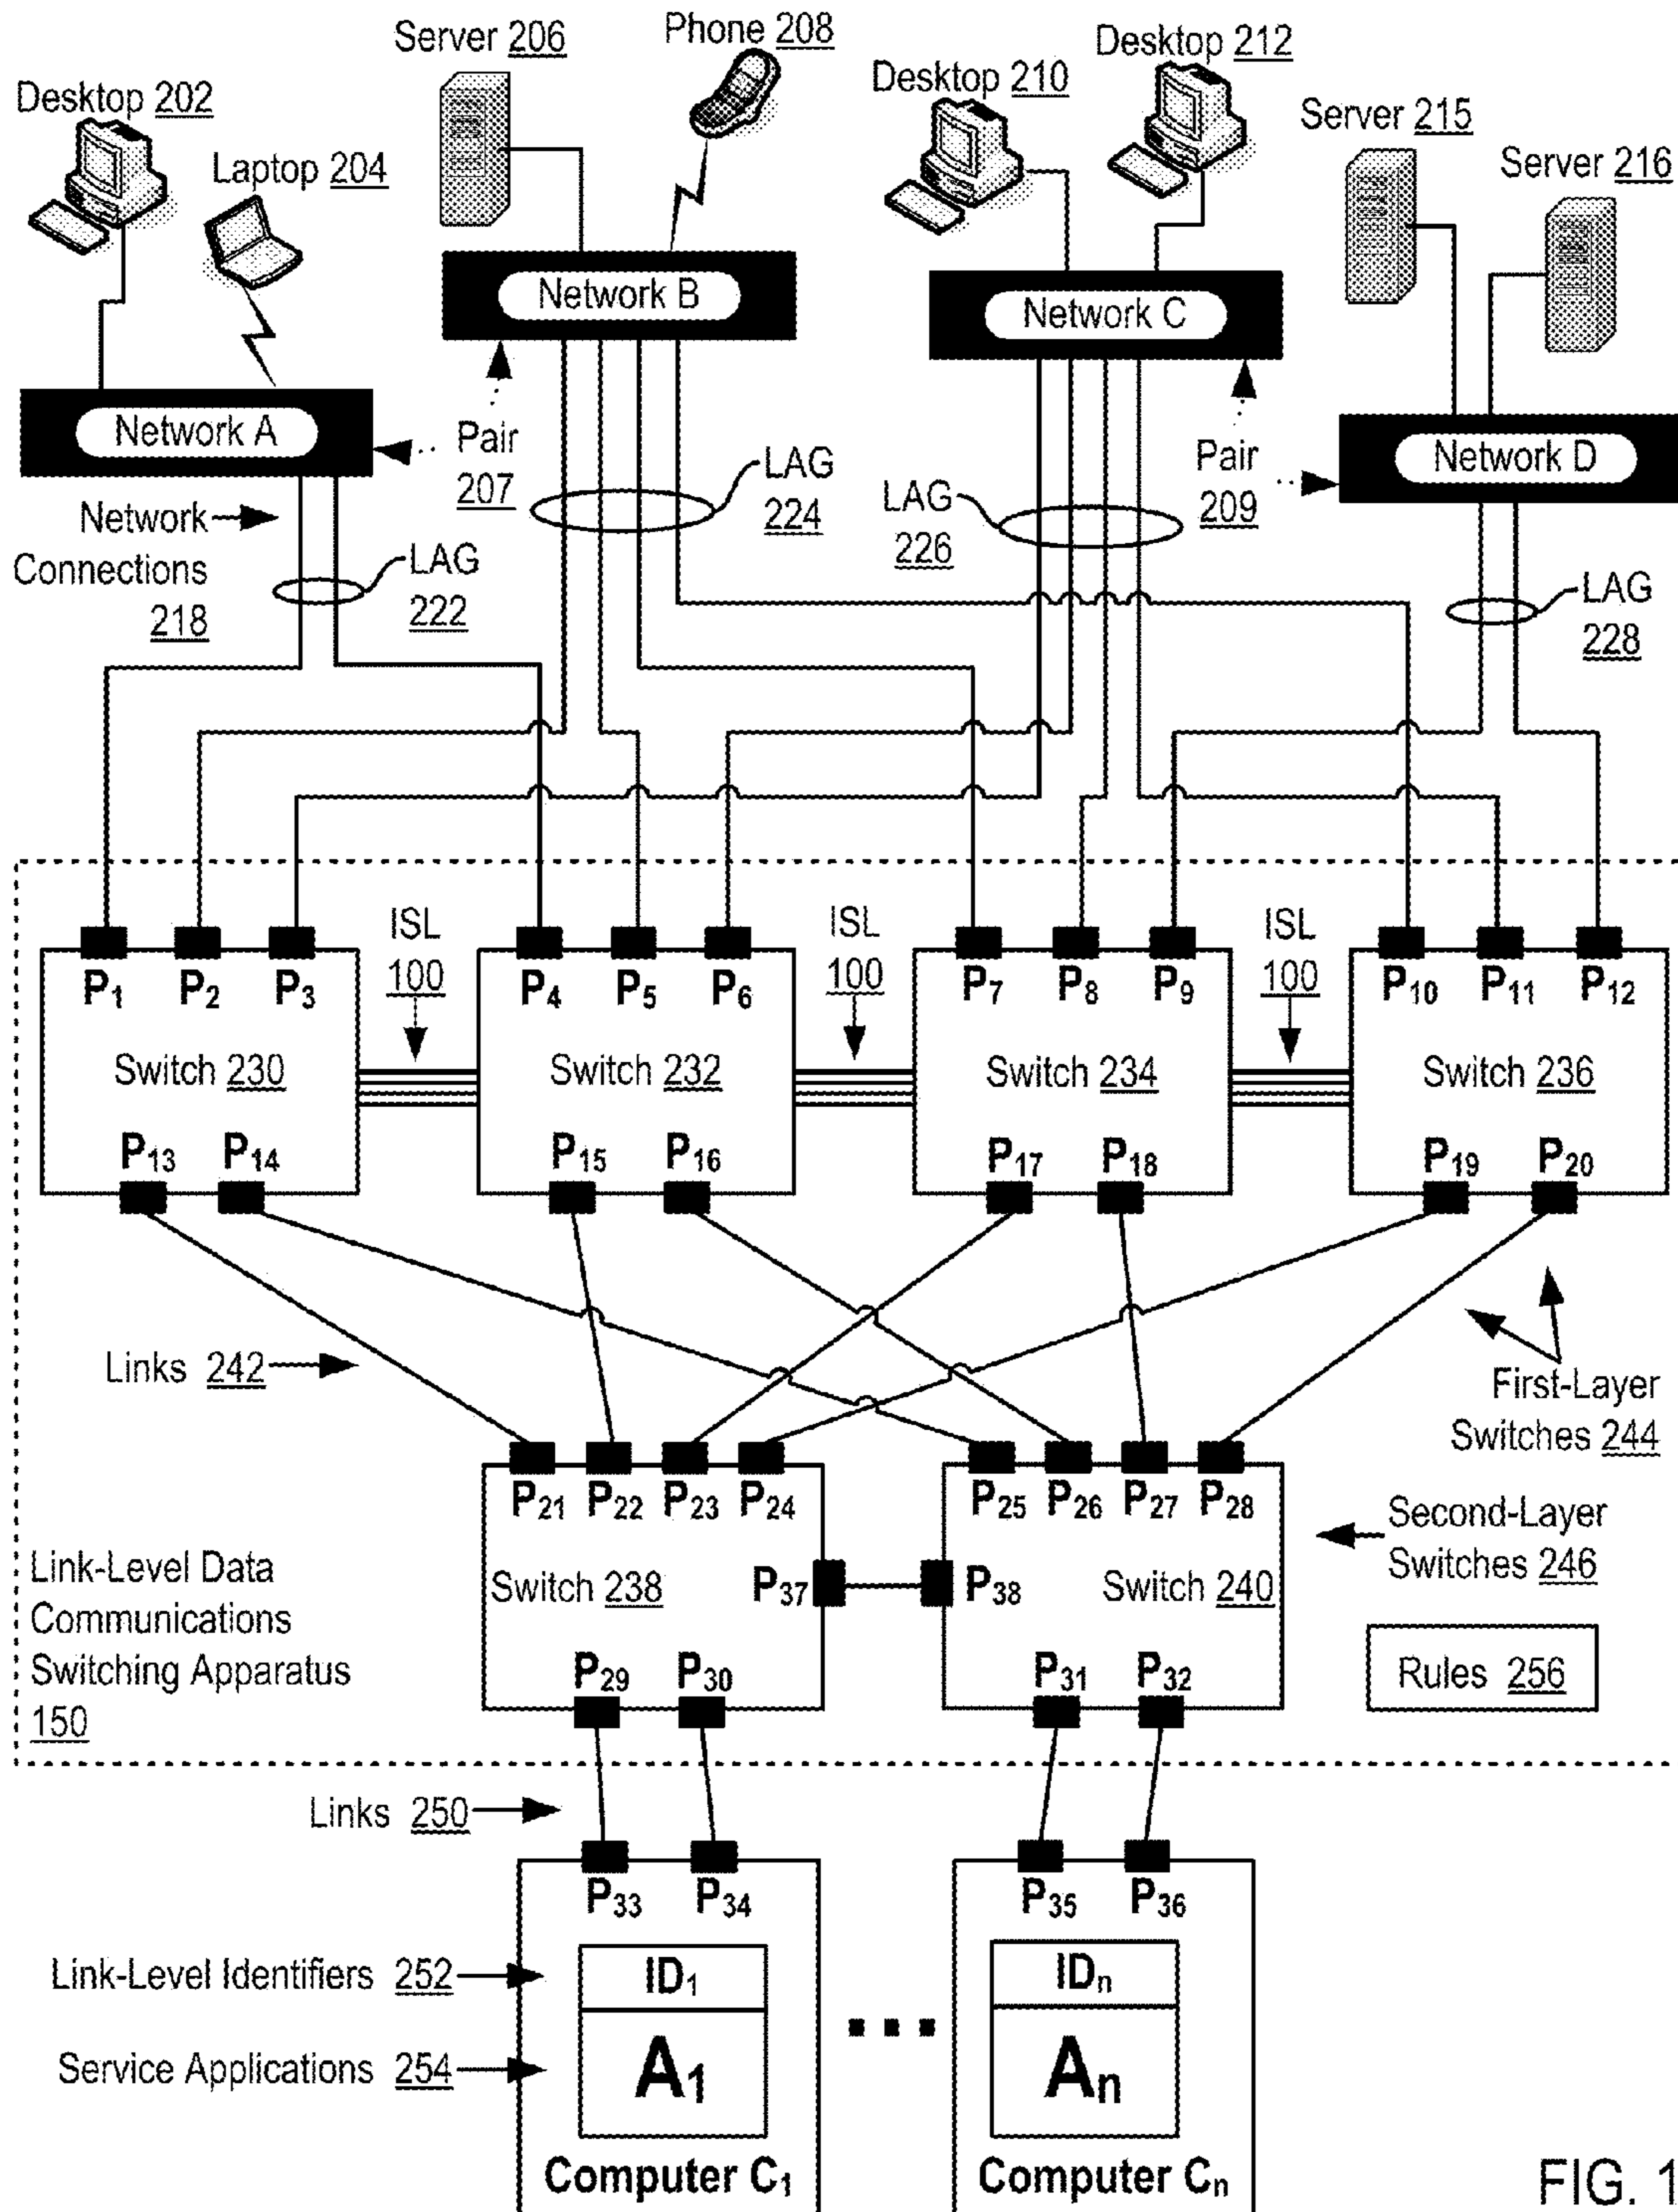 Server 206
Phone 208
Desktop 210
Desktop 212
Desktop 202
Laptop 204
Server 215
Server 216
Network B
Network C
Network A
Network D
Pair
207
Pair
209
LAG
224
LAG
226
Network
Connections
218
LAG
222
LAG
228
ISL
100
ISL
100
ISL
100
P1
P2
P3
P4
P5
P6
P7
P8
P9
P10
P11
P12
Switch 230
Switch 232
Switch 234
Switch 236
P13
P14
P15
P16
P17
P18
P19
P20
Links 242
First-Layer
Switches 244
P21
P22
P23
P24
P25
P26
P27
P28
Second-Layer
Switches 246
Link-Level Data
Communications
Switching Apparatus
150
Switch 238
P37
P38
Switch 240
P29
P30
P31
P32
Rules 256
Links 250
P33
P34
P35
P36
Link-Level Identifiers 252
ID1
IDn
Service Applications 254
A1
An
Computer C1
Computer Cn
FIG. 1